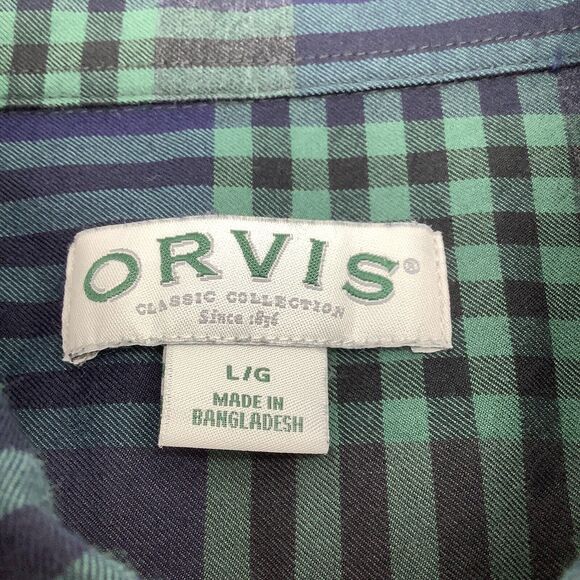 ORVIS®
CLASSIC COLLECTION
Since 1856
L/G
MADE IN
BANGLADESH